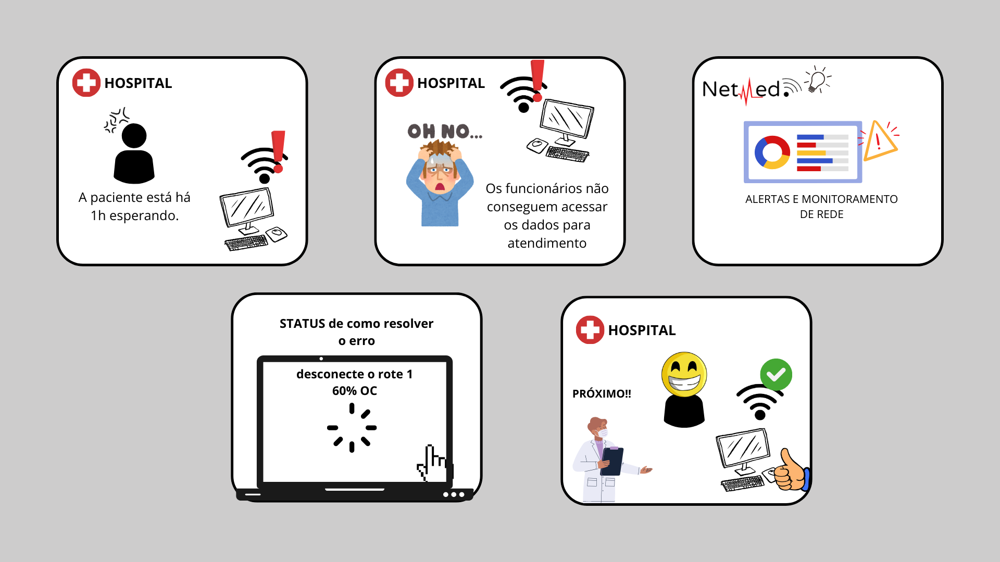 HOSPITAL
A paciente está há
1h esperando.
HOSPITAL
OH NO...
Os funcionários não
conseguem acessar
os dados para
atendimento
NetMed.
ALERTAS E MONITORAMENTO
DE REDE
STATUS de como resolver
o erro
desconecte o rote 1
60% OC
HOSPITAL
PRÓXIMO!!